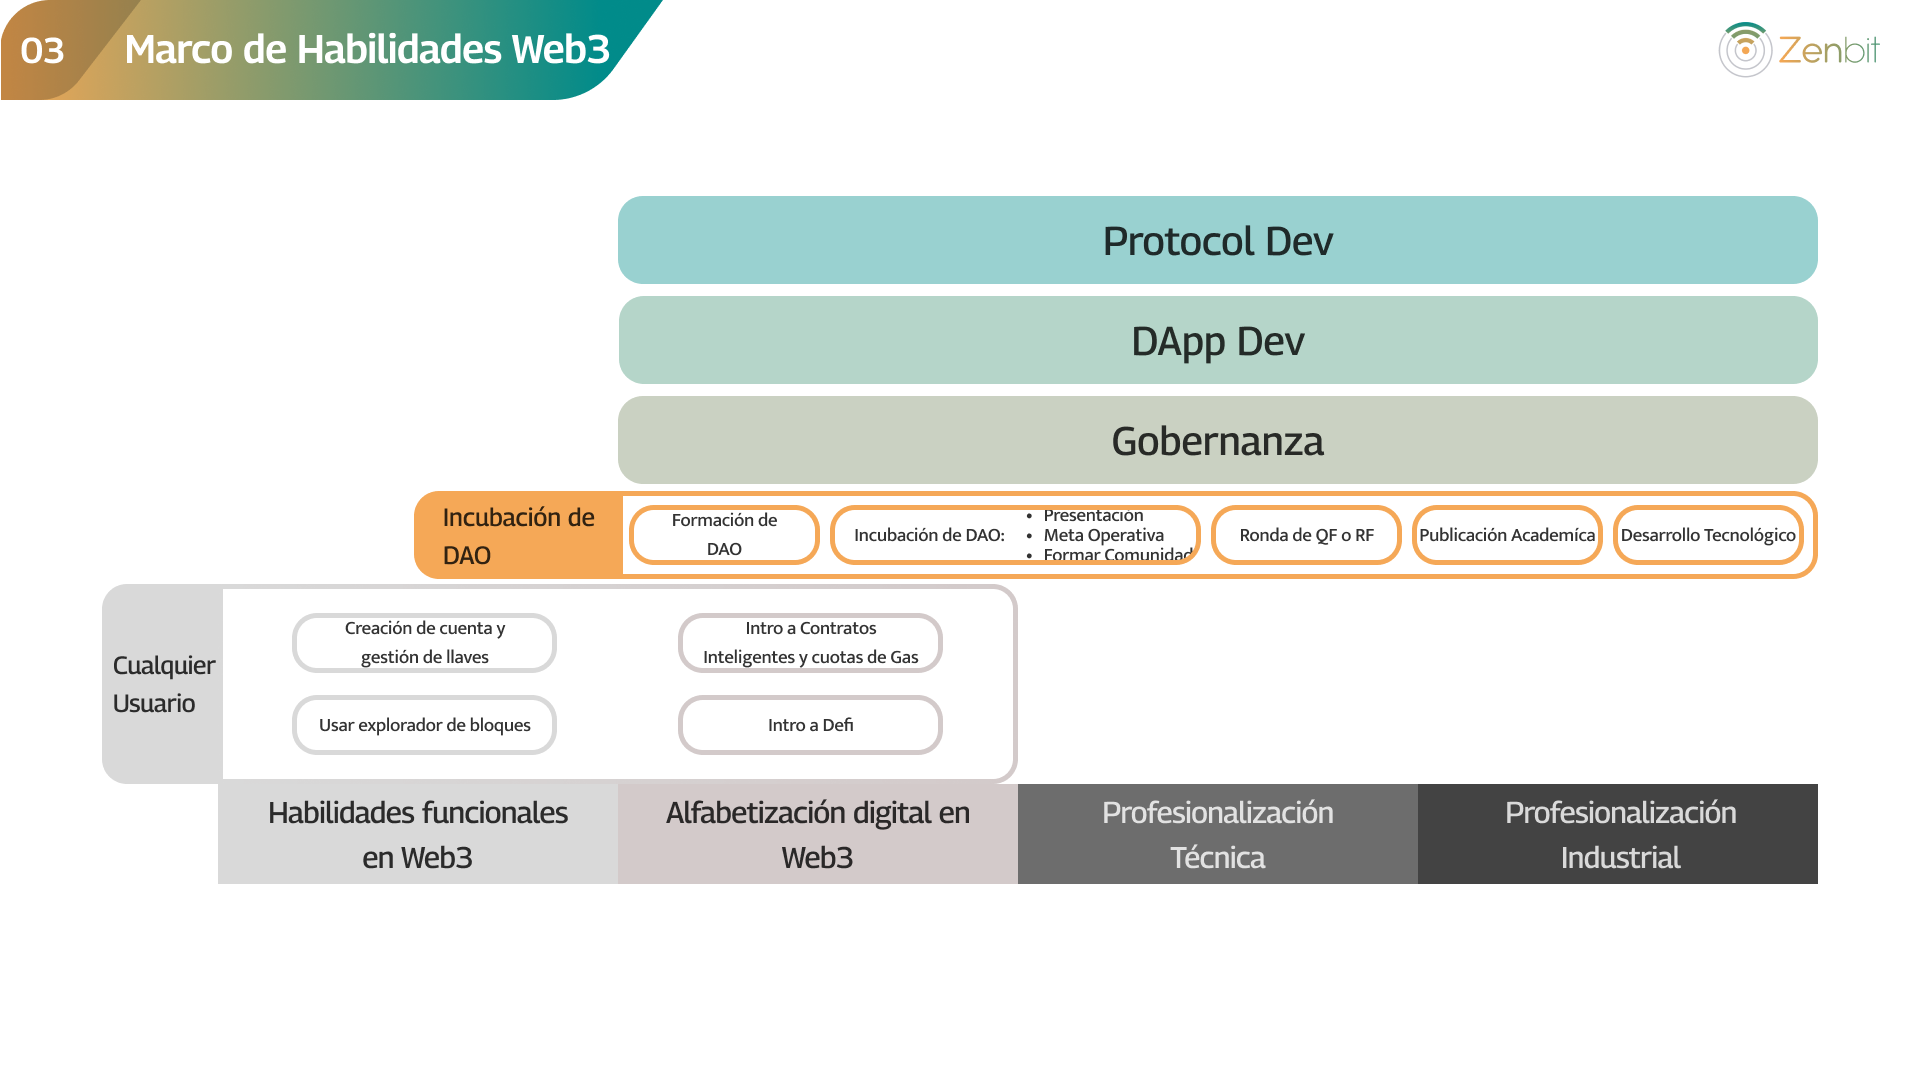 03
Marco de Habilidades Web3
Zenbit
Protocol Dev
DApp Dev
Gobernanza
Incubación de
DAO
Formación de
DAO
Incubación de DAO:
• Presentación
• Meta Operativa
• Formar Comunidad
Ronda de QF o RF
Publicación Academíca
Desarrollo Tecnológico
Cualquier
Usuario
Creación de cuenta y
gestión de llaves
Intro a Contratos
Inteligentes y cuotas de Gas
Usar explorador de bloques
Intro a Defi
Habilidades funcionales
en Web3
Alfabetización digital en
Web3
Profesionalización
Técnica
Profesionalización
Industrial